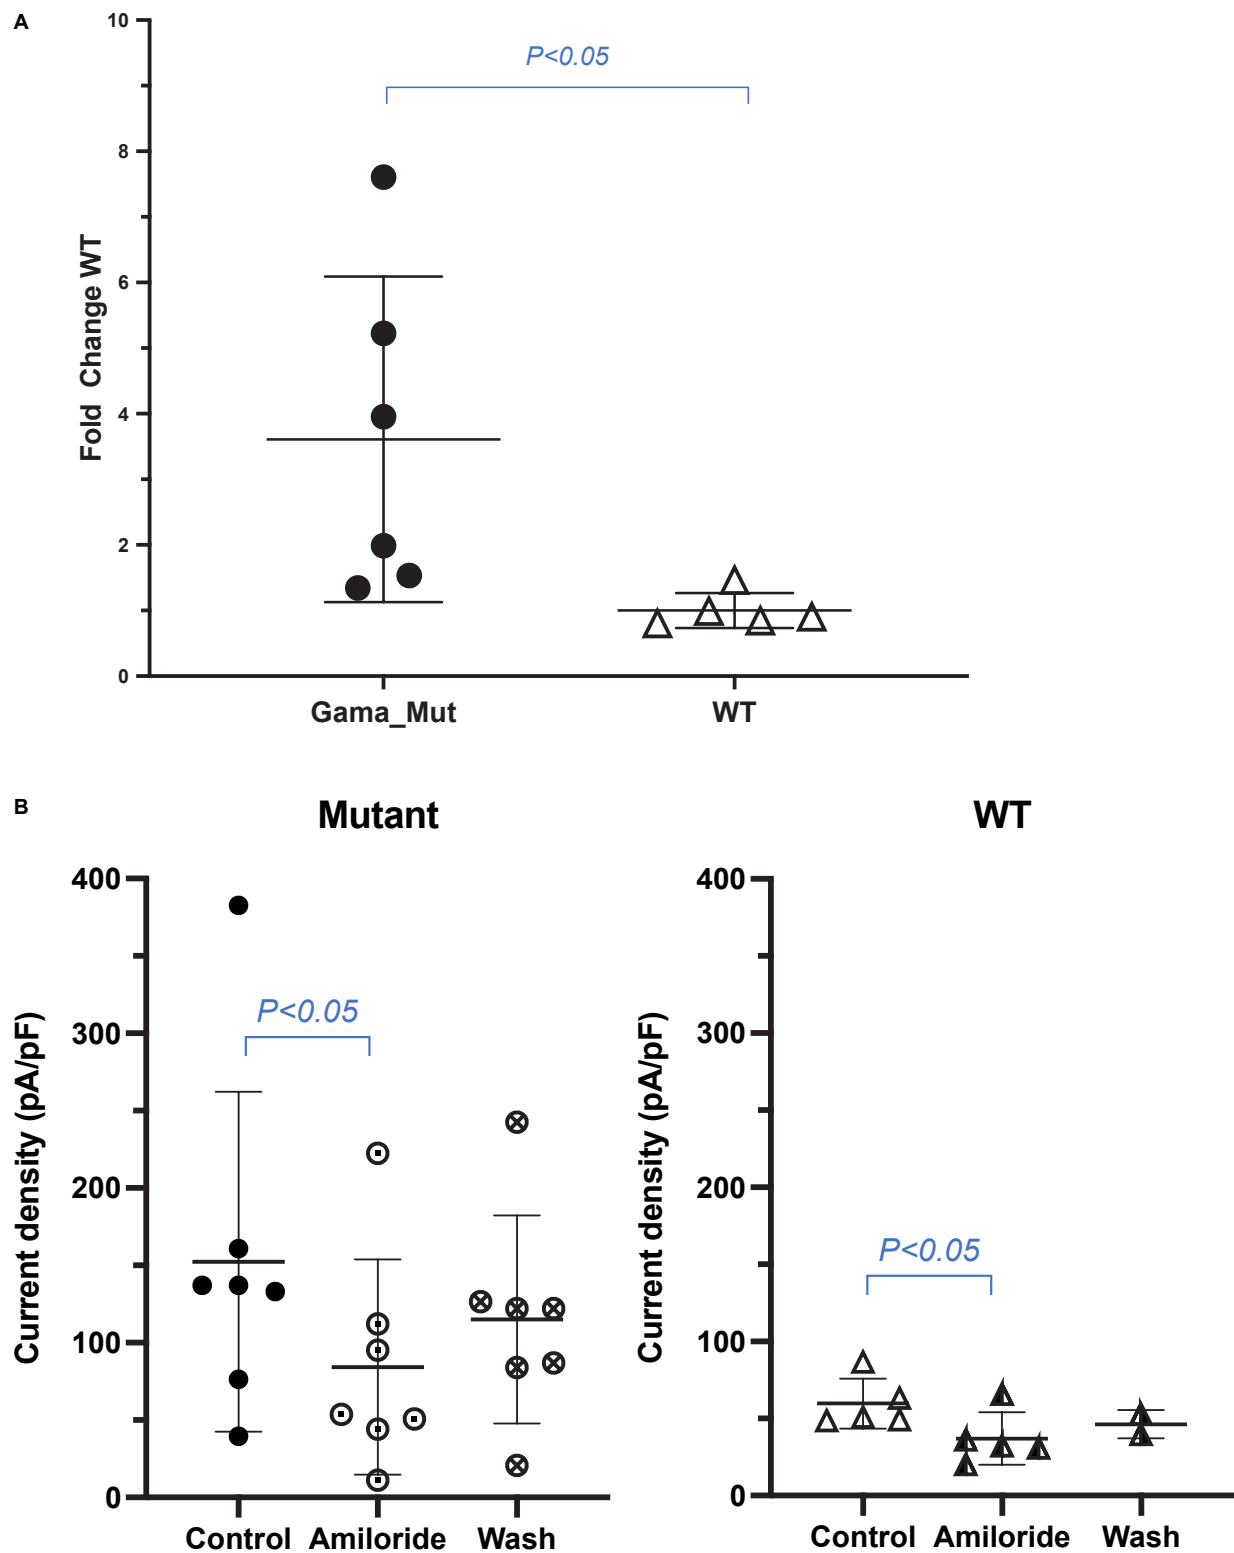 A
10
P<0.05
8
6
Fold Change WT
4
2
0
Gama_Mut WT
B
Mutant
400
P<0.05
300
Current density (pA/pF)
200
100
0
Control Amiloride Wash
WT
400
300
Current density (pA/pF)
200
P<0.05
100
0
Control Amiloride Wash